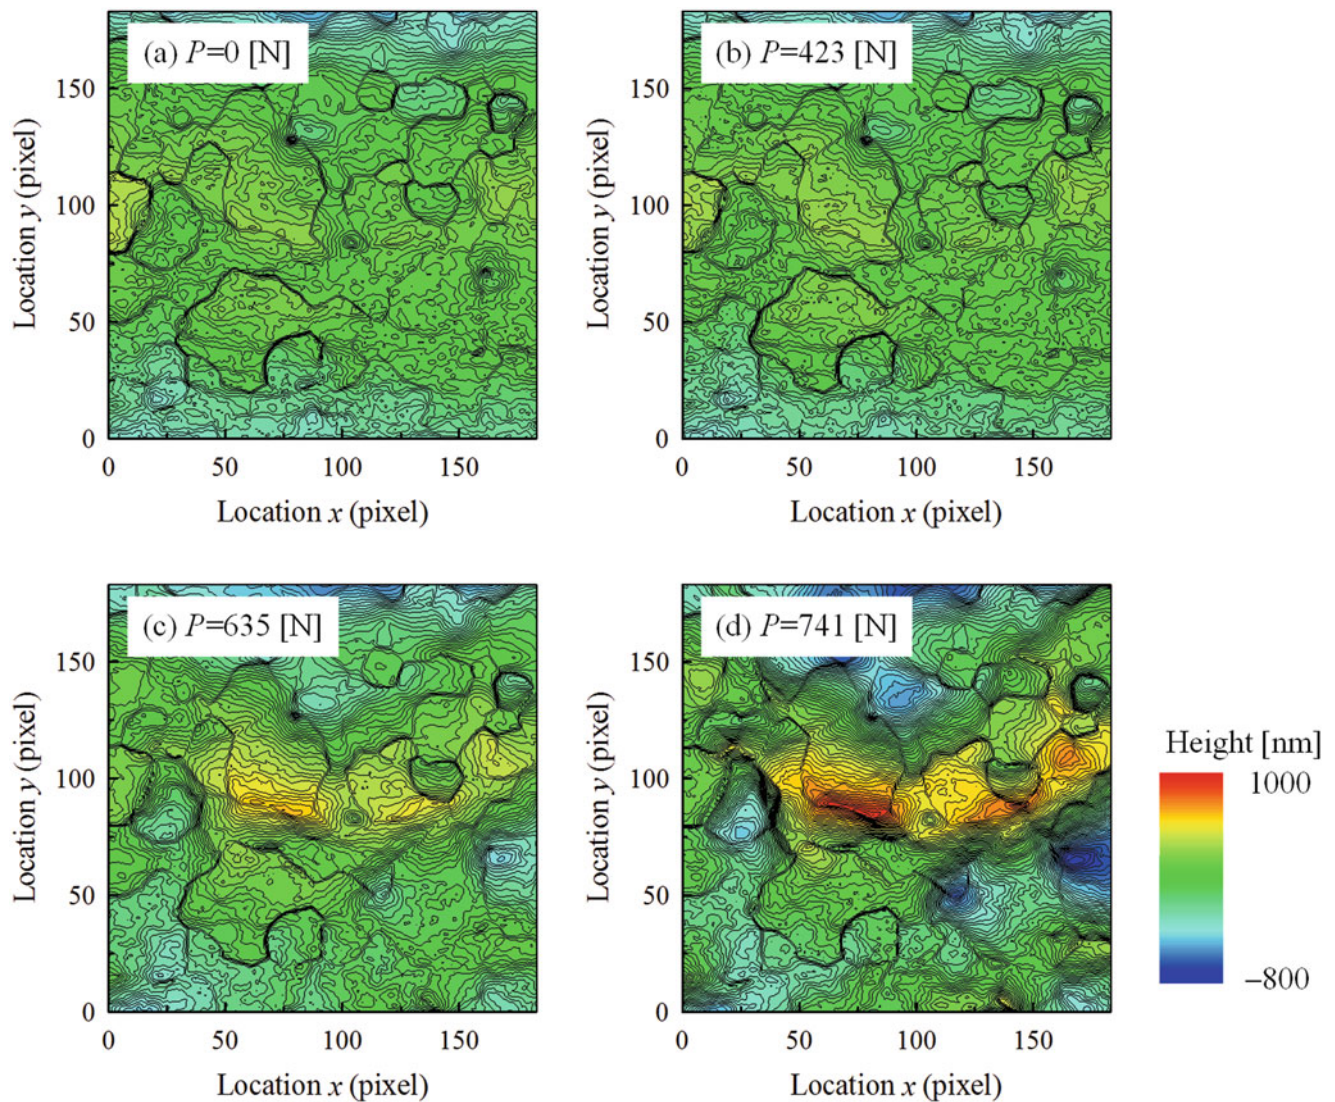 (a) P=0 [N]
Location y (pixel)
150
100
50
0
0 50 100 150
Location x (pixel)
(b) P=423 [N]
Location y (pixel)
150
100
50
0
0 50 100 150
Location x (pixel)
(c) P=635 [N]
Location y (pixel)
150
100
50
0
0 50 100 150
Location x (pixel)
(d) P=741 [N]
Location y (pixel)
150
100
50
0
0 50 100 150
Location x (pixel)
Height [nm]
1000
–800